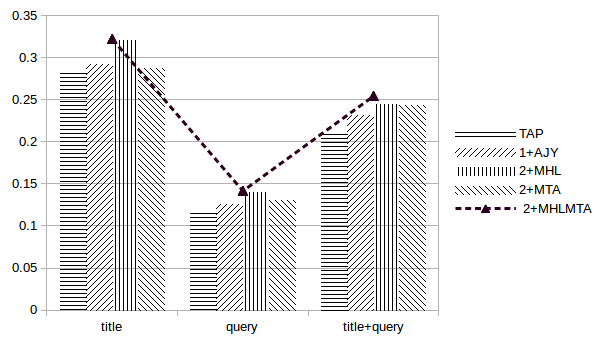 0.35
0.3
0.25
0.2
0.15
0.1
0.05
0
title
query
title+query
TAP
1+AJY
2+MHL
2+MTA
2+MHLMTA